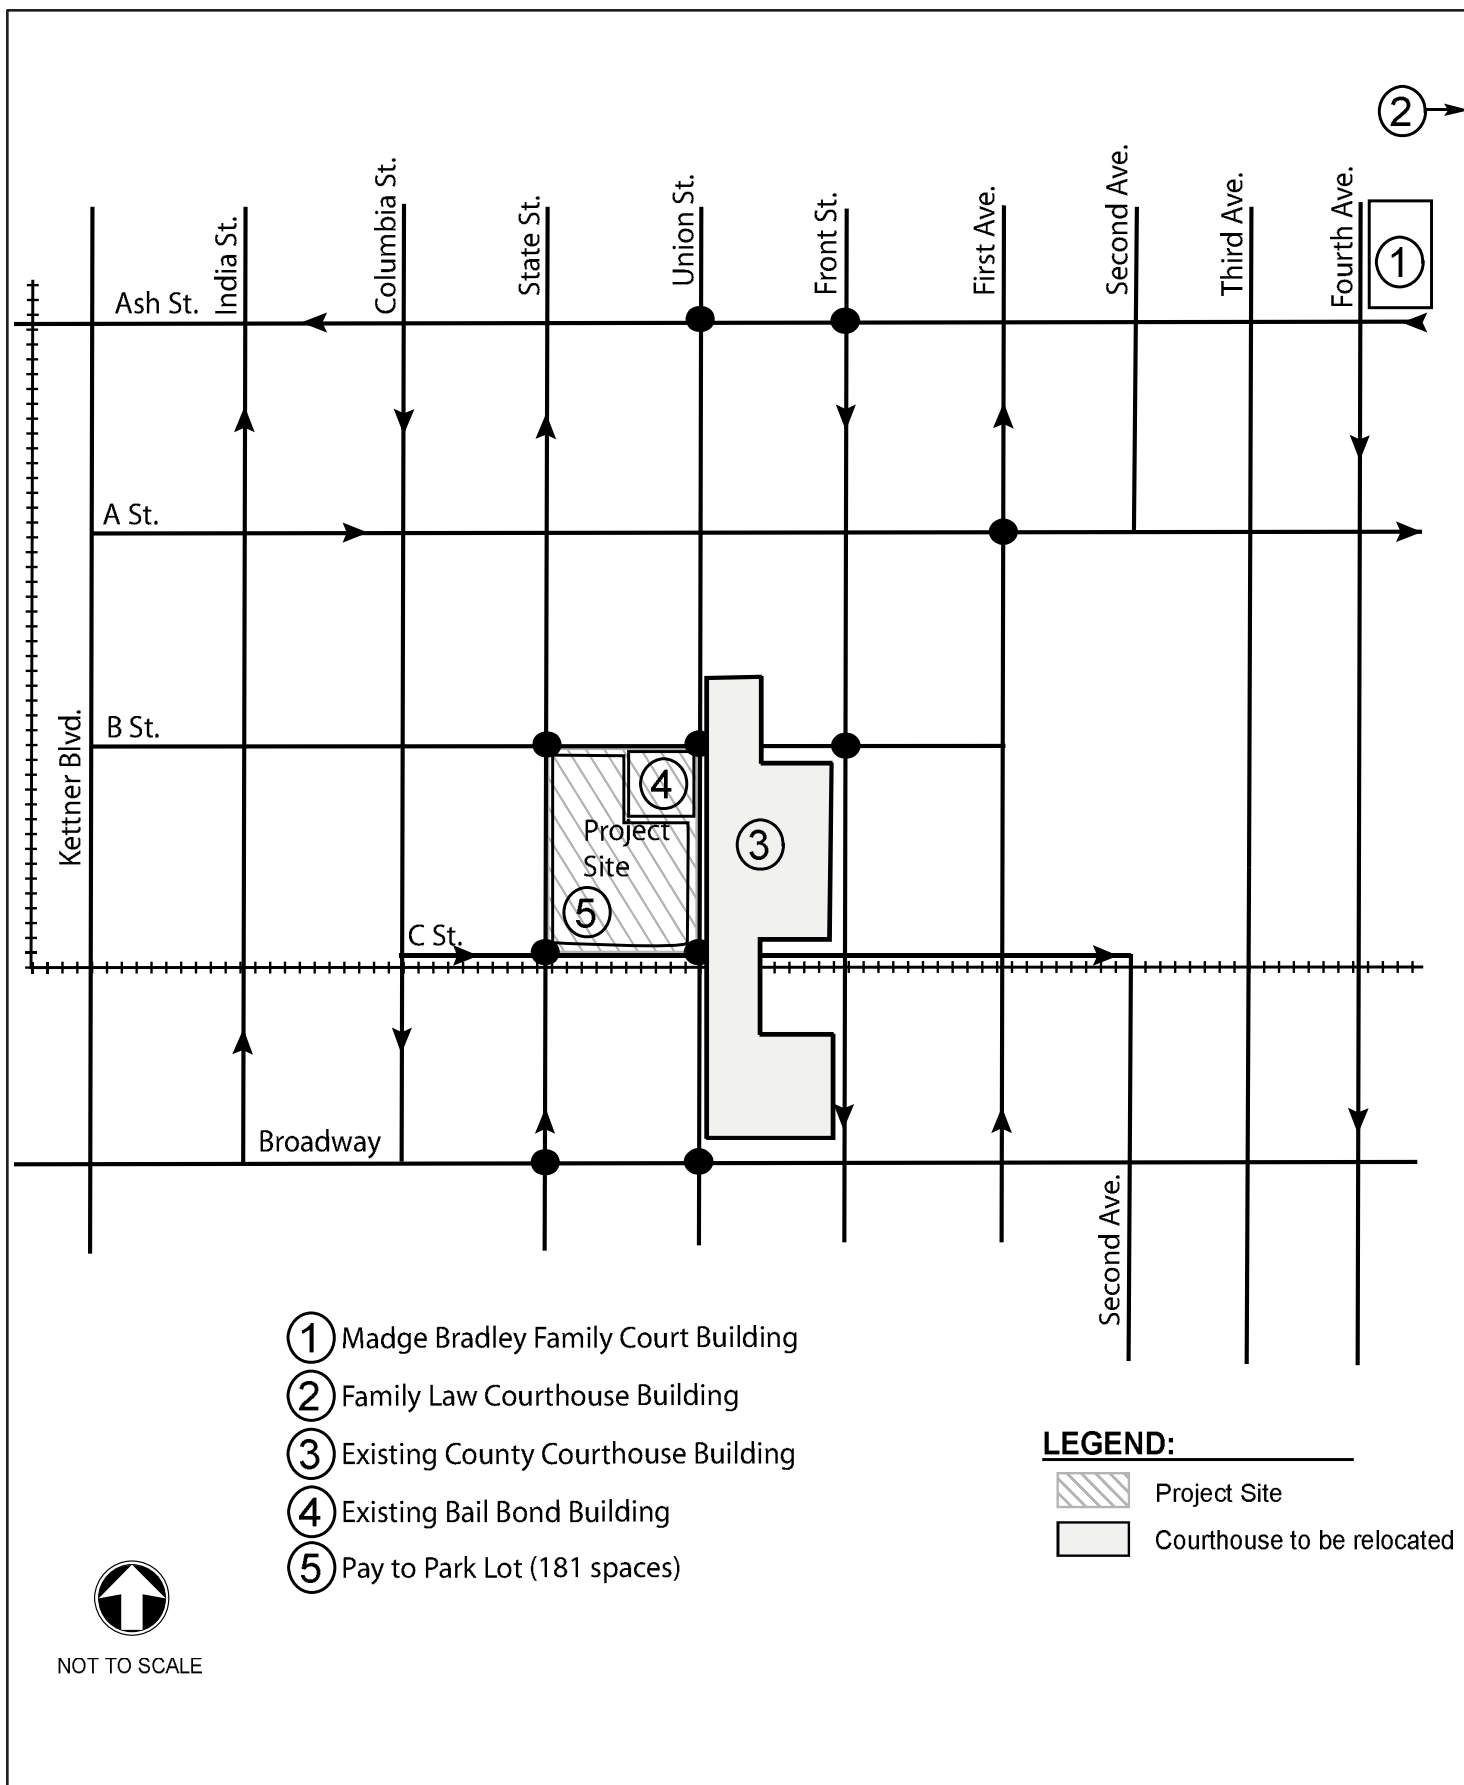 2
Columbia St.
Second Ave.
Fourth Ave.
Union St.
Third Ave.
State St.
First Ave.
Front St.
India St.
1
Ash St.
A St.
Kettner Blvd.
B St.
4
Project
Site
3
5
C St.
Broadway
Second Ave.
1 Madge Bradley Family Court Building
2 Family Law Courthouse Building
3 Existing County Courthouse Building
4 Existing Bail Bond Building
5 Pay to Park Lot (181 spaces)
LEGEND:
Project Site
Courthouse to be relocated
NOT TO SCALE